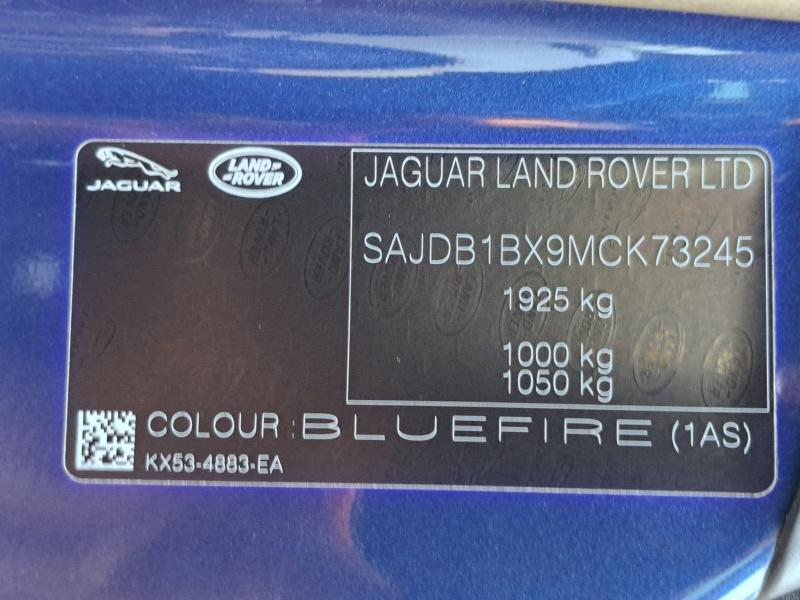 JAGUAR
LAND
ROVER
JAGUAR LAND ROVER LTD
SAJDB1BX9MCK73245
1925 kg
1000 kg
1050 kg
COLOUR : BLUEFIRE (1AS)
KX53-4883-EA